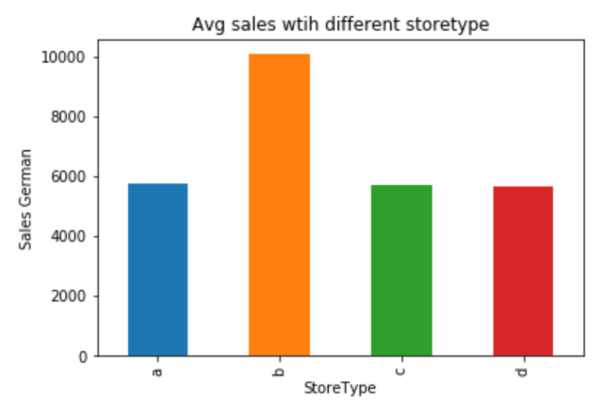 Avg sales wtih different storetype
10000
8000
6000
4000
2000
0
Sales German
a
b
c
d
StoreType